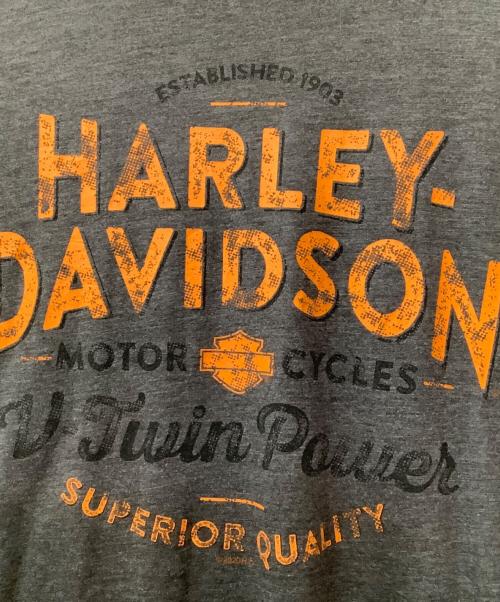 ESTABLISHED 1903
HARLEY-
DAVIDSON
MOTOR CYCLES
V-Twin Power
SUPERIOR QUALITY